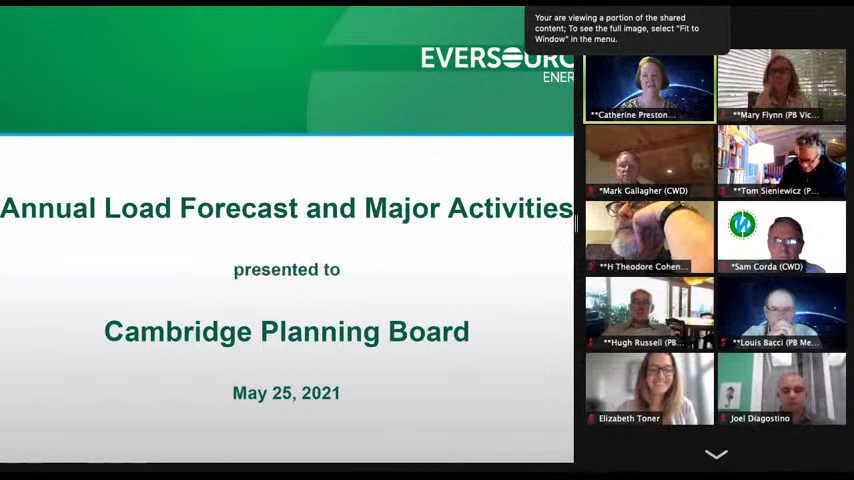 Your are viewing a portion of the shared
content; To see the full image, select "Fit to
Window" in the menu.
EVERSOURC
ENER
Annual Load Forecast and Major Activities
presented to
Cambridge Planning Board
May 25, 2021
**Catherine Preston...
**Mary Flynn (PB Vic...
*Mark Gallagher (CWD)
**Tom Sieniewicz (P...
**H Theodore Cohen...
*Sam Corda (CWD)
**Hugh Russell (PB...
**Louis Bacci (PB Me...
Elizabeth Toner
Joel Diagostino